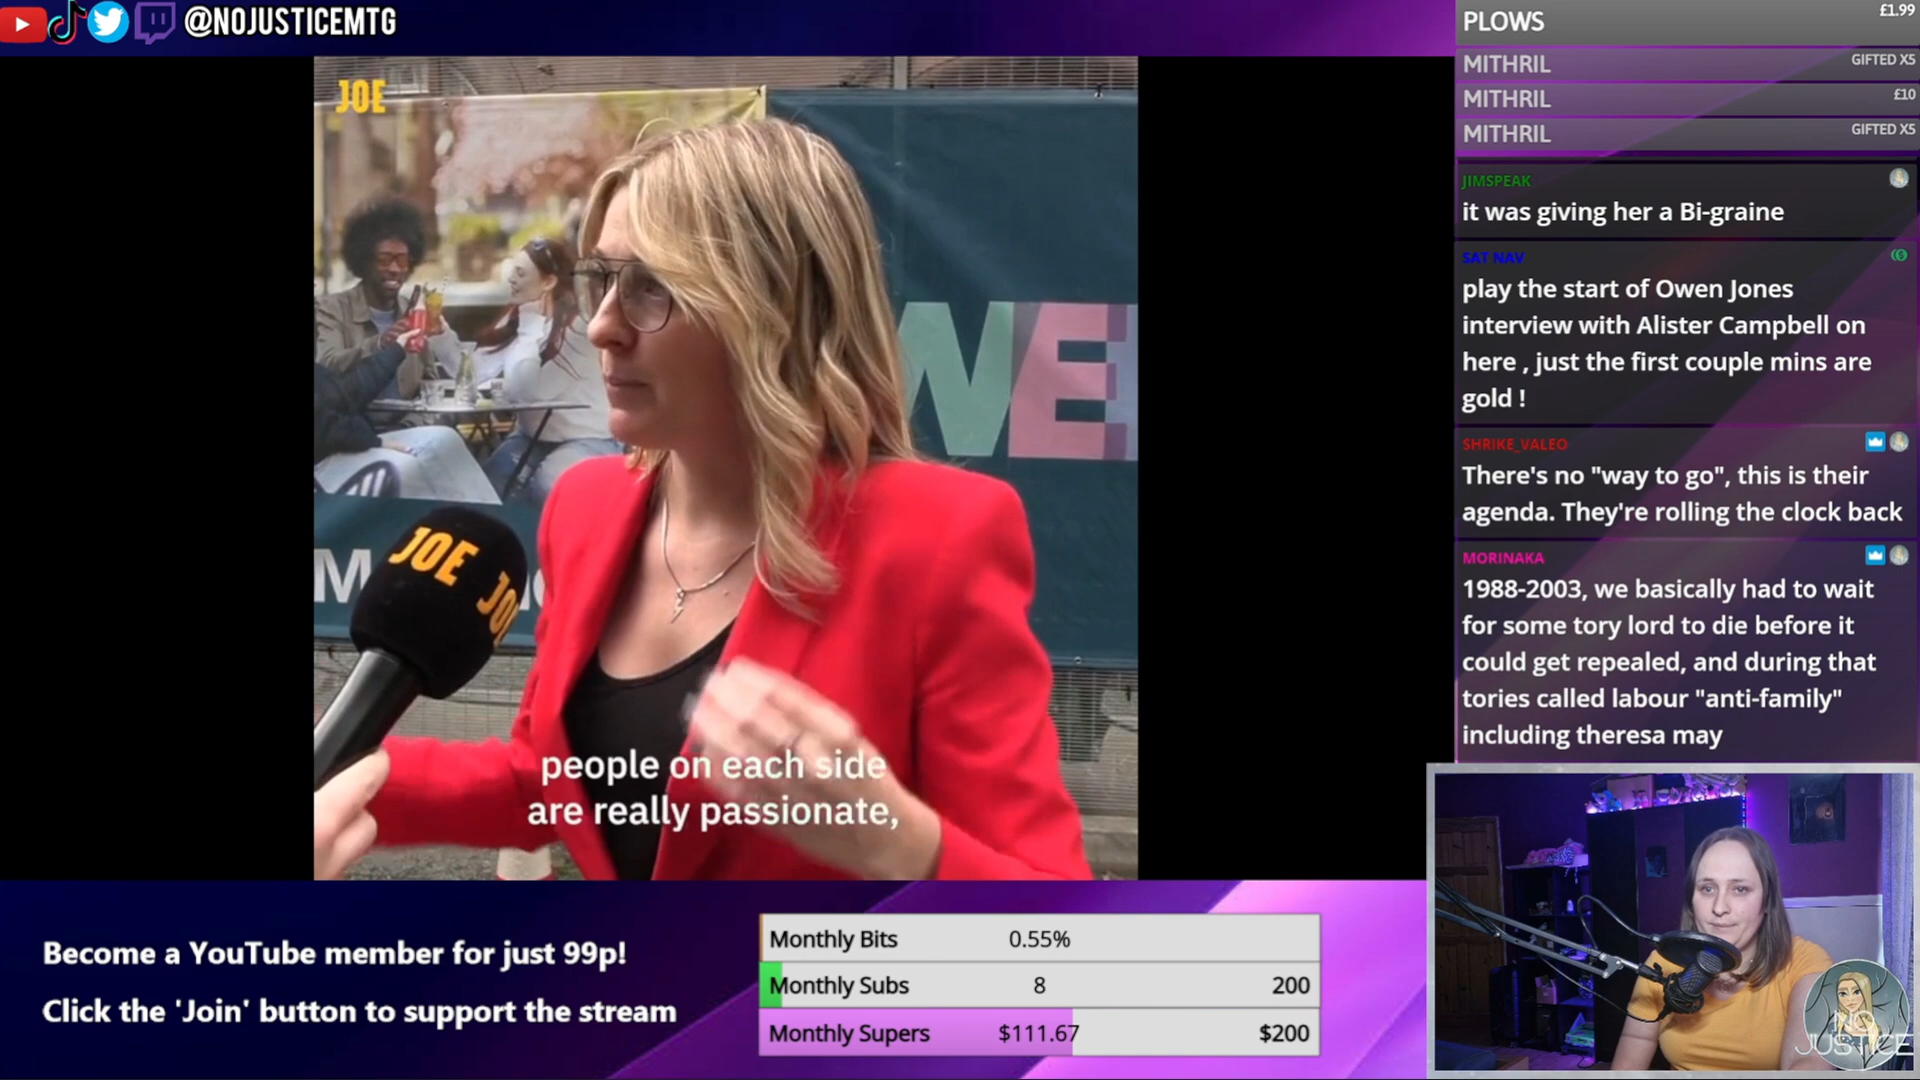 @NOJUSTICEMTG
JOE
WE
M
JOE
JO
people on each side
are really passionate,
PLOWS £1.99
MITHRIL GIFTED X5
MITHRIL £10
MITHRIL GIFTED X5
JIMSPEAK
it was giving her a Bi-graine
SAT NAV
play the start of Owen Jones
interview with Alister Campbell on
here , just the first couple mins are
gold !
SHRIKE_VALEO
There's no "way to go", this is their
agenda. They're rolling the clock back
MORINAKA
1988-2003, we basically had to wait
for some tory lord to die before it
could get repealed, and during that
tories called labour "anti-family"
including theresa may
Become a YouTube member for just 99p!
Click the 'Join' button to support the stream
Monthly Bits 0.55%
Monthly Subs 8 200
Monthly Supers $111.67 $200
NO
JUSTICE